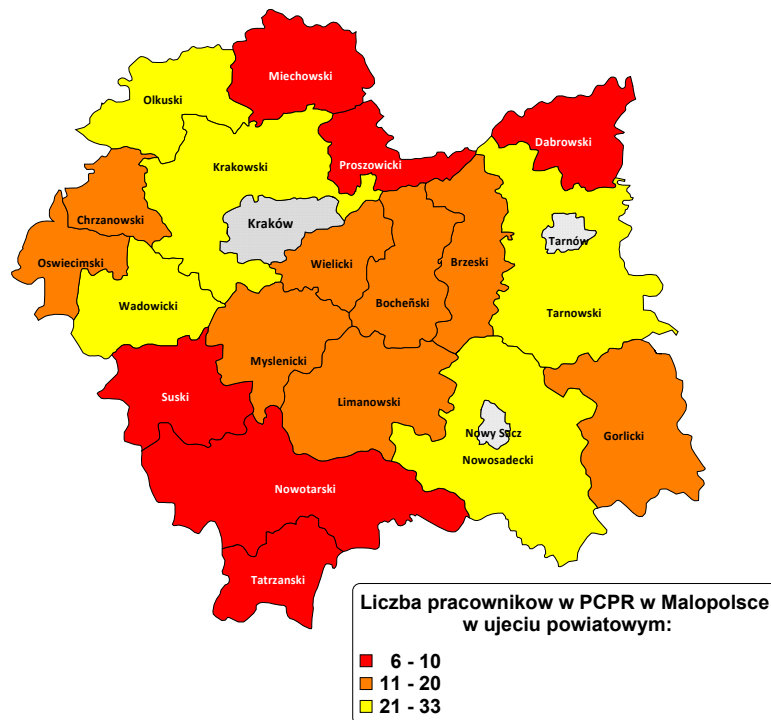 Miechowski
Olkuski
Dabrowski
Proszowicki
Krakowski
Chrzanowski
Kraków
Tarnów
Oswiecimski
Wielicki
Brzeski
Bocheñski
Wadowicki
Tarnowski
Myslenicki
Suski
Limanowski
Nowy Sącz
Gorlicki
Nowosadecki
Nowotarski
Tatrzanski
Liczba pracownikow w PCPR w Malopolsce
w ujeciu powiatowym:
6 - 10
11 - 20
21 - 33